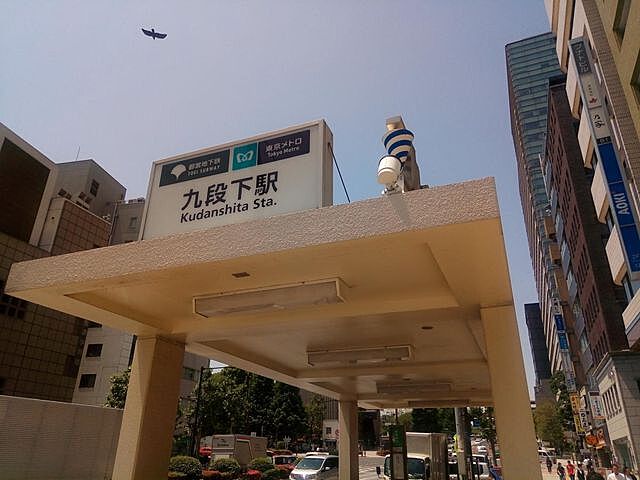 都営地下鉄
TOEI SUBWAY
東京メトロ
Tokyo Metro
九段下駅
Kudanshita Sta.
AOKI